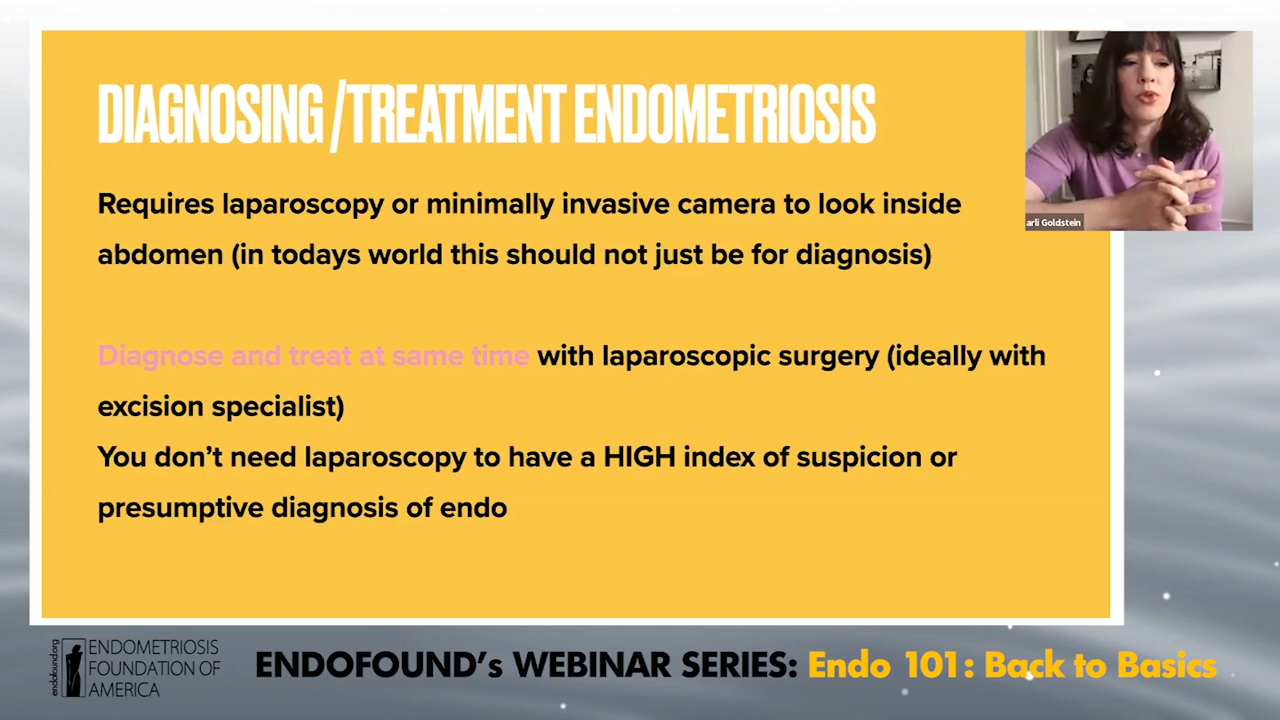 DIAGNOSING/TREATMENT ENDOMETRIOSIS
Requires laparoscopy or minimally invasive camera to look inside
abdomen (in todays world this should not just be for diagnosis)
Diagnose and treat at same time with laparoscopic surgery (ideally with
excision specialist)
You don’t need laparoscopy to have a HIGH index of suspicion or
presumptive diagnosis of endo
arli Goldstein
endofound.org
ENDOMETRIOSIS
FOUNDATION OF
AMERICA
ENDOFOUND’s WEBINAR SERIES: Endo 101: Back to Basics